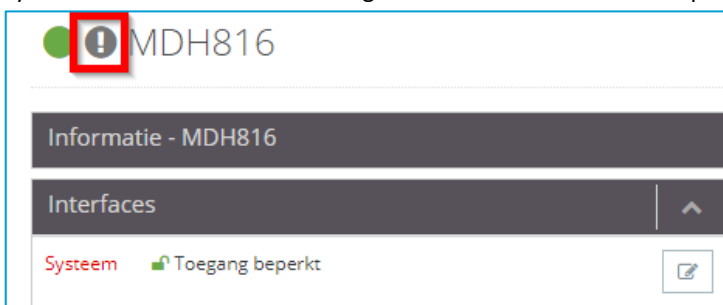 MDH816
Informatie - MDH816
Interfaces
Systeem Toegang beperkt